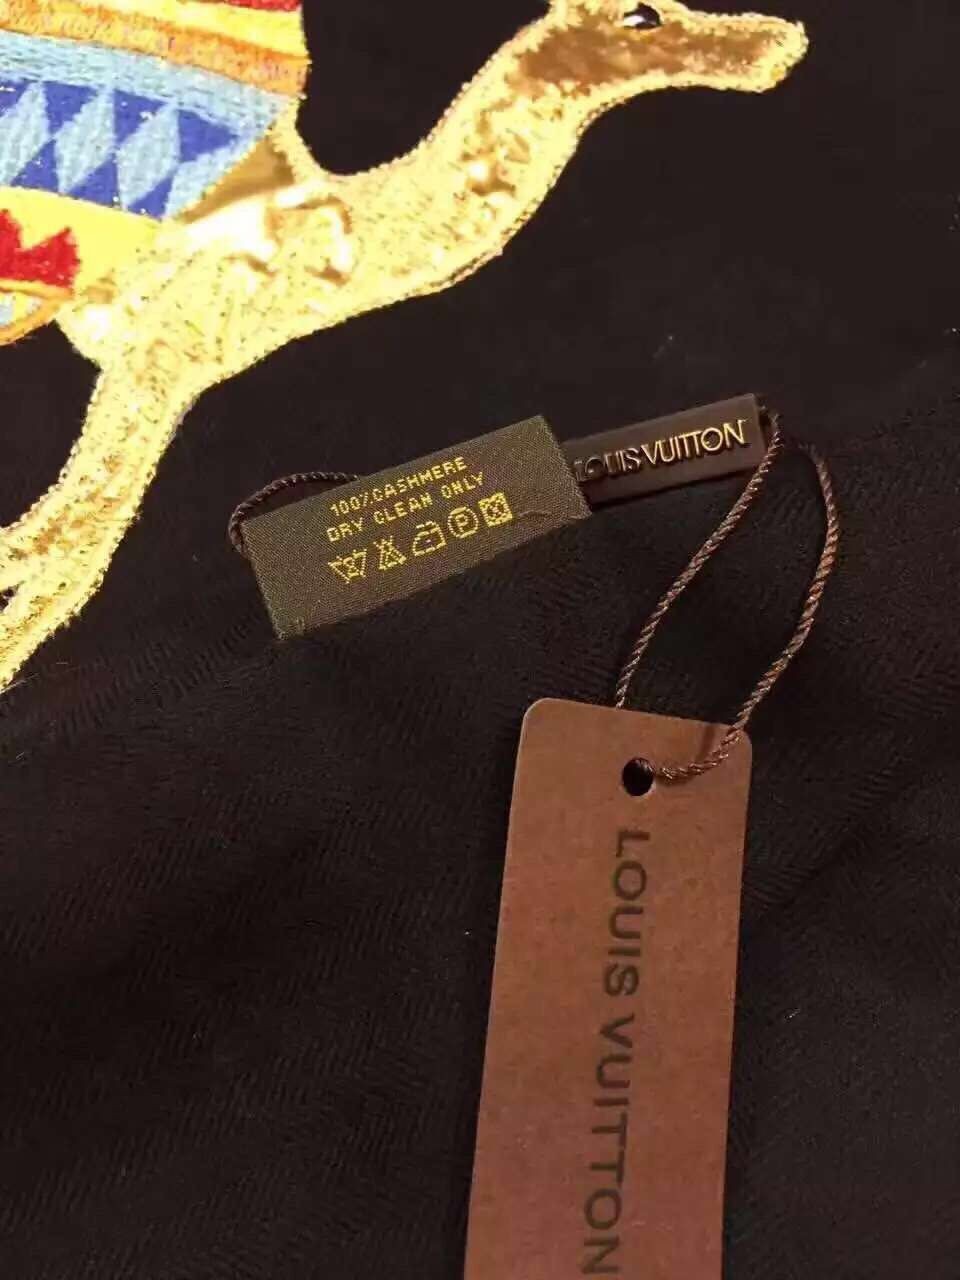 100% CASHMERE
DRY CLEAN ONLY
P
LOUIS VUITTON
LOUIS VUITTON